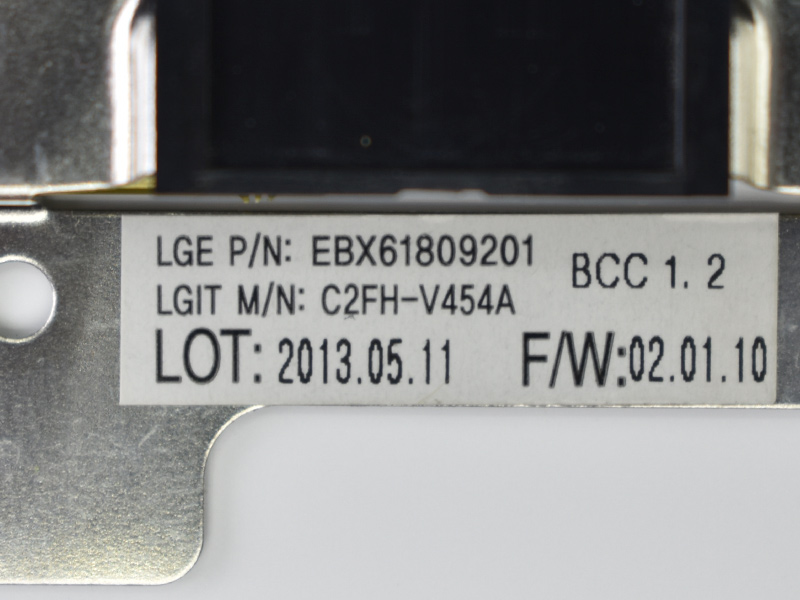 LGE P/N: EBX61809201
BCC 1. 2
LGIT M/N: C2FH-V454A
LOT: 2013.05.11 F/W:02.01.10